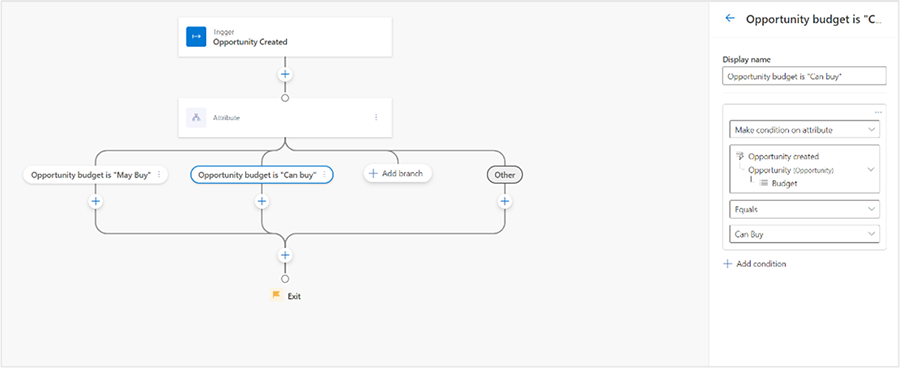 Trigger
Opportunity Created
Attribute
Opportunity budget is "May Buy"
Opportunity budget is "Can buy"
Add branch
Other
Exit
Opportunity budget is "C...
Display name
Opportunity budget is "Can buy"
Make condition on attribute
Opportunity created
Opportunity (Opportunity)
Budget
Equals
Can Buy
Add condition